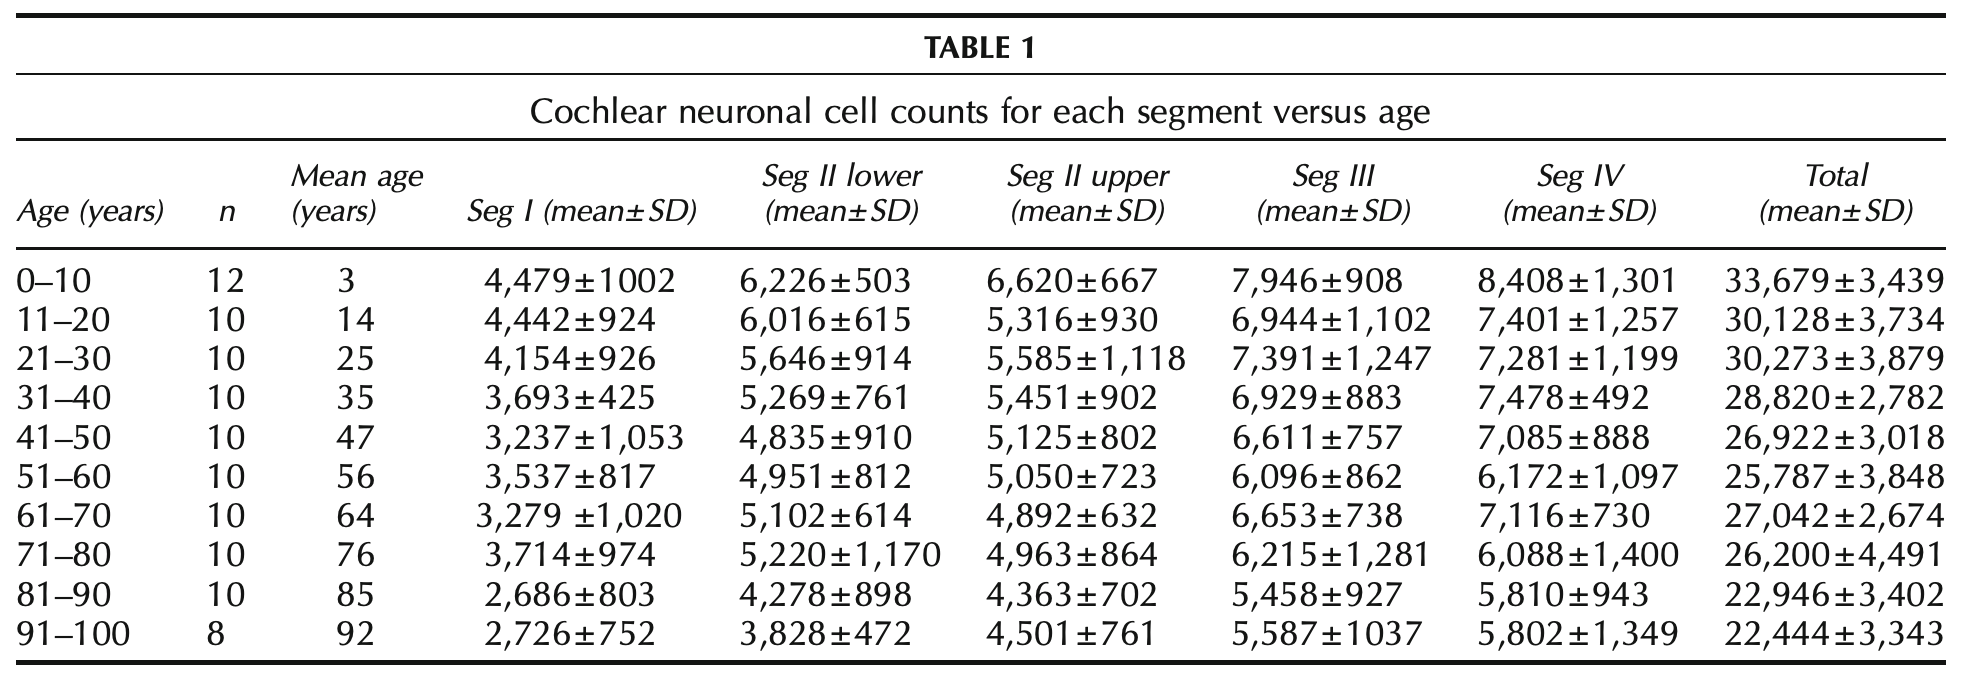 TABLE 1
Cochlear neuronal cell counts for each segment versus age
Age (years) n Mean age (years) Seg I (mean±SD) Seg II lower (mean±SD) Seg II upper (mean±SD) Seg III (mean±SD) Seg IV (mean±SD) Total (mean±SD)
0–10 12 3 4,479±1002 6,226±503 6,620±667 7,946±908 8,408±1,301 33,679±3,439
11–20 10 14 4,442±924 6,016±615 5,316±930 6,944±1,102 7,401±1,257 30,128±3,734
21–30 10 25 4,154±926 5,646±914 5,585±1,118 7,391±1,247 7,281±1,199 30,273±3,879
31–40 10 35 3,693±425 5,269±761 5,451±902 6,929±883 7,478±492 28,820±2,782
41–50 10 47 3,237±1,053 4,835±910 5,125±802 6,611±757 7,085±888 26,922±3,018
51–60 10 56 3,537±817 4,951±812 5,050±723 6,096±862 6,172±1,097 25,787±3,848
61–70 10 64 3,279 ±1,020 5,102±614 4,892±632 6,653±738 7,116±730 27,042±2,674
71–80 10 76 3,714±974 5,220±1,170 4,963±864 6,215±1,281 6,088±1,400 26,200±4,491
81–90 10 85 2,686±803 4,278±898 4,363±702 5,458±927 5,810±943 22,946±3,402
91–100 8 92 2,726±752 3,828±472 4,501±761 5,587±1037 5,802±1,349 22,444±3,343